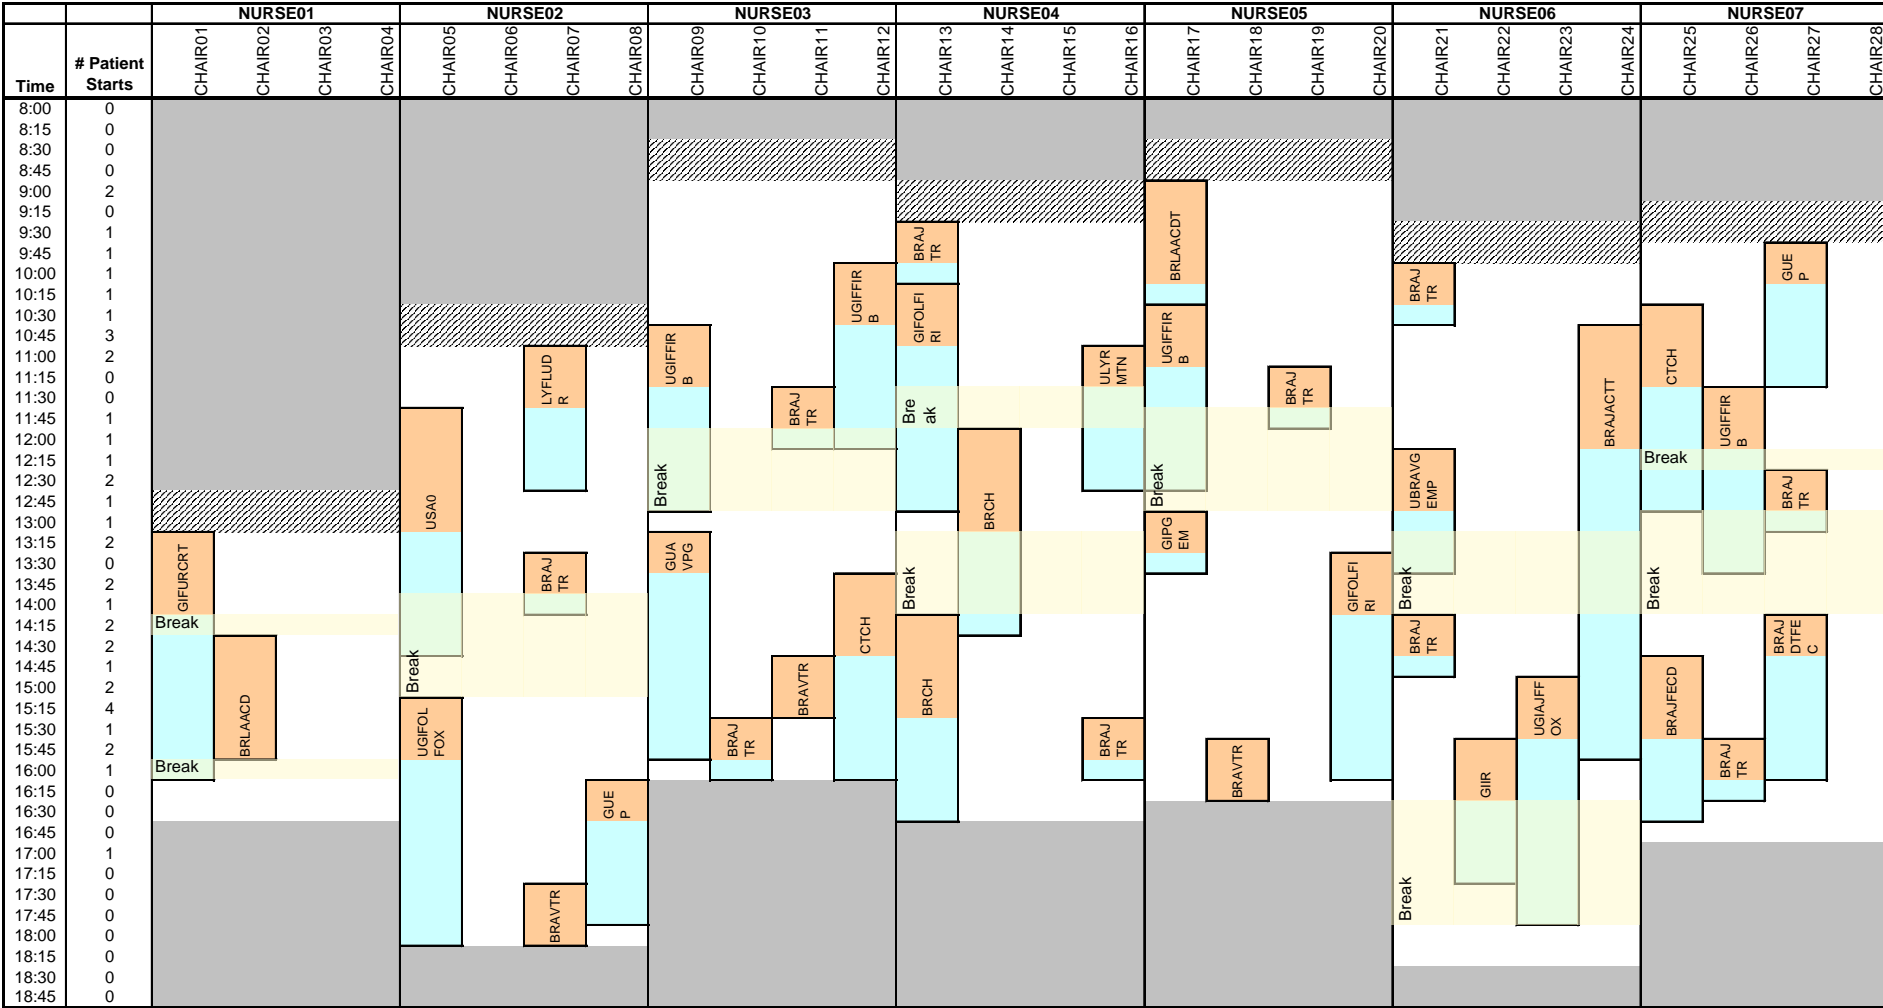 NURSE01 NURSE02 NURSE03 NURSE04 NURSE05 NURSE06 NURSE07
Time
# Patient
Starts
CHAIR01 CHAIR02 CHAIR03 CHAIR04 CHAIR05 CHAIR06 CHAIR07 CHAIR08 CHAIR09 CHAIR10 CHAIR11 CHAIR12 CHAIR13 CHAIR14 CHAIR15 CHAIR16 CHAIR17 CHAIR18 CHAIR19 CHAIR20 CHAIR21 CHAIR22 CHAIR23 CHAIR24 CHAIR25 CHAIR26 CHAIR27 CHAIR28
8:00 0
8:15 0
8:30 0
8:45 0
9:00 2
9:15 0
9:30 1
9:45 1
10:00 1
10:15 1
10:30 1
10:45 3
11:00 2
11:15 0
11:30 0
11:45 1
12:00 1
12:15 1
12:30 2
12:45 1
13:00 1
13:15 2
13:30 0
13:45 2
14:00 1
14:15 2
14:30 2
14:45 1
15:00 2
15:15 4
15:30 1
15:45 2
16:00 1
16:15 0
16:30 0
16:45 0
17:00 1
17:15 0
17:30 0
17:45 0
18:00 0
18:15 0
18:30 0
18:45 0
GIFURCRT
Break
Break
BRLAACD
USA0
Break
UGIFOL
FOX
LYFLUD
R
BRAJ
TR
BRAVTR
GUE
P
UGIFFIR
B
Break
GUA
VPG
BRAJ
TR
BRAJ
TR
BRAVTR
UGIFFIR
B
CTCH
BRAJ
TR
GIFOLFI
RI
Bre
ak
Break
BRCH
BRCH
ULYR
MTN
BRAJ
TR
BRLAACDT
UGIFFIR
B
Break
GIPG
EM
BRAVTR
BRAJ
TR
GIFOLFI
RI
BRAJ
TR
UBRAVG
EMP
Break
BRAJ
TR
Break
GIIR
UGIAJFF
OX
BRAJACTT
CTCH
Break
Break
BRAJFECD
UGIFFIR
B
BRAJ
TR
GUE
P
BRAJ
TR
BRAJ
DTFE
C